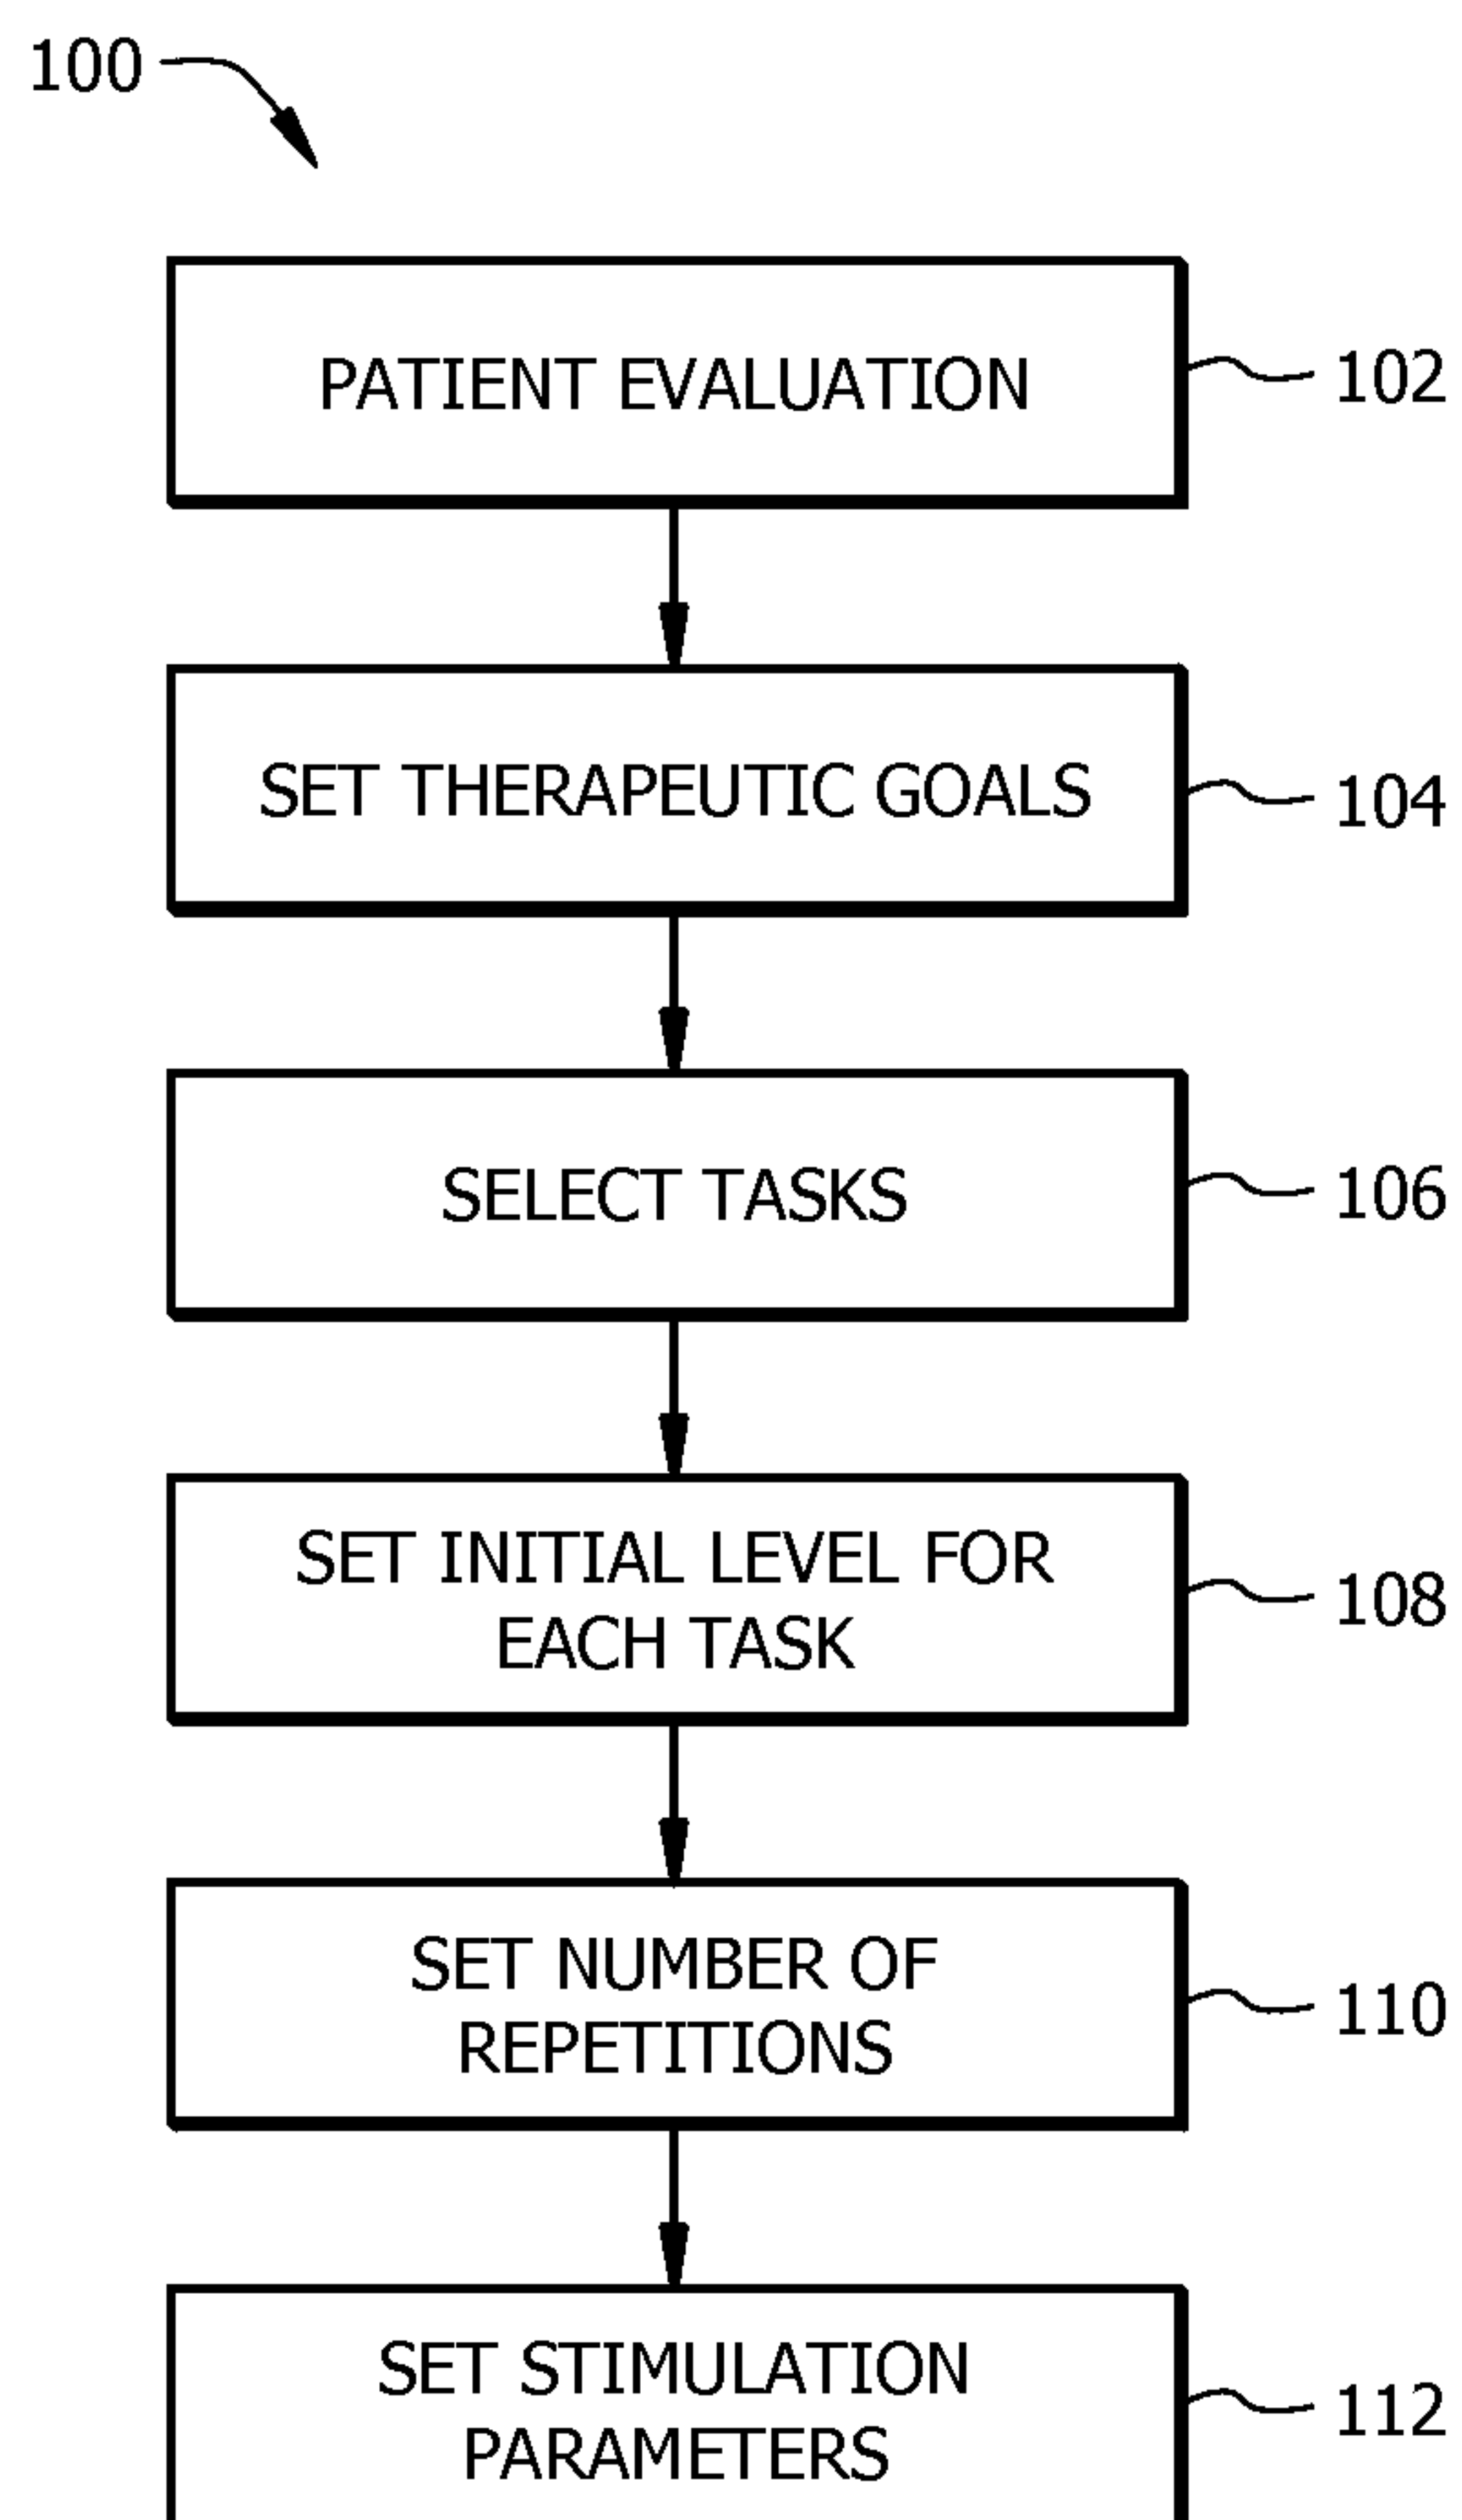 100
PATIENT EVALUATION
102
SET THERAPEUTIC GOALS
104
SELECT TASKS
106
SET INITIAL LEVEL FOR
EACH TASK
108
SET NUMBER OF
REPETITIONS
110
SET STIMULATION
PARAMETERS
112